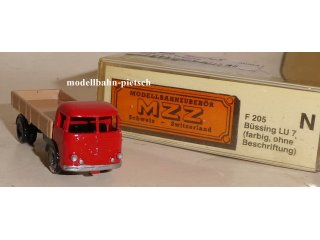 modellbahn-pietsch
MODELLBAHNZUBEHÖR
MZZ
Schweiz - Switzerland
F 205
Büssing LU 7
(farbig, ohne
Beschriftung)
N